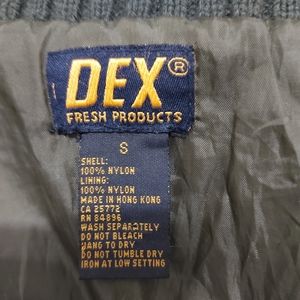 DEX®
FRESH PRODUCTS
S
SHELL:
100% NYLON
LINING:
100% NYLON
MADE IN HONG KONG
CA 25772
RN 84896
WASH SEPARATELY
DO NOT BLEACH
HANG TO DRY
DO NOT TUMBLE DRY
IRON AT LOW SETTING